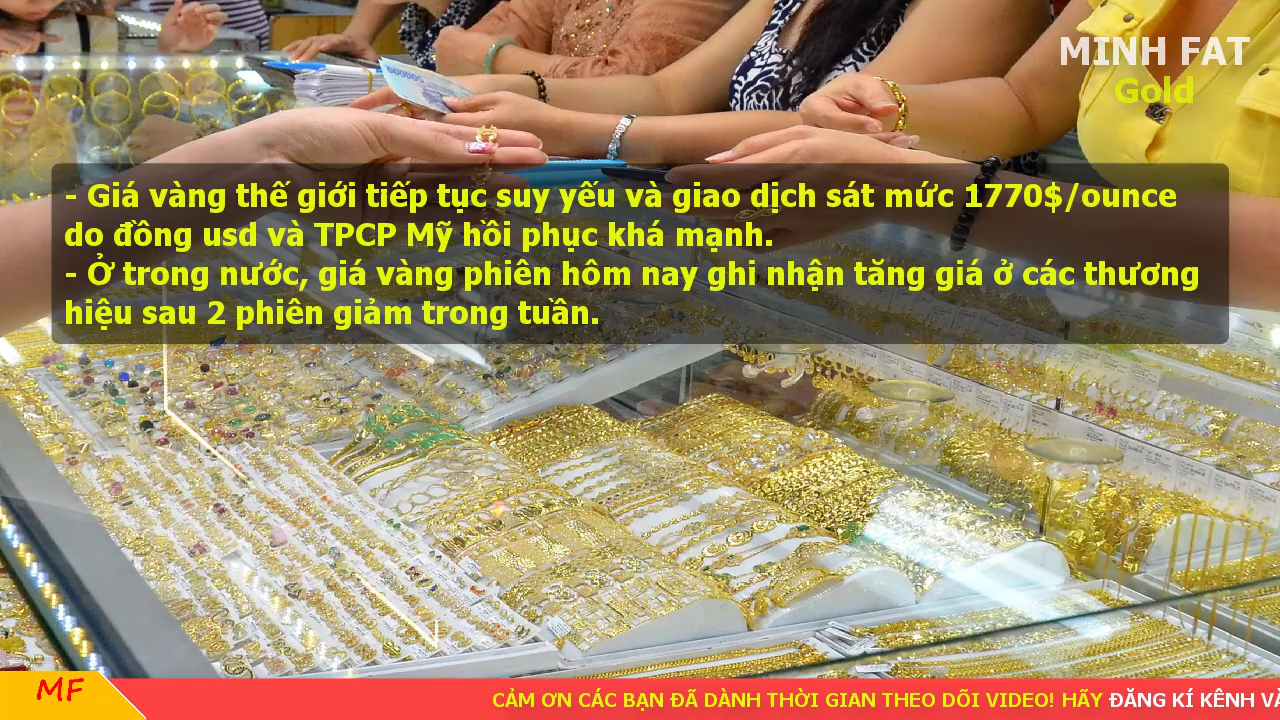 MINH FAT
Gold
- Giá vàng thế giới tiếp tục suy yếu và giao dịch sát mức 1770$/ounce
do đồng usd và TPCP Mỹ hồi phục khá mạnh.
- Ở trong nước, giá vàng phiên hôm nay ghi nhận tăng giá ở các thương
hiệu sau 2 phiên giảm trong tuần.
MF
CẢM ƠN CÁC BẠN ĐÃ DÀNH THỜI GIAN THEO DÕI VIDEO! HÃY ĐĂNG KÍ KÊNH VÀ